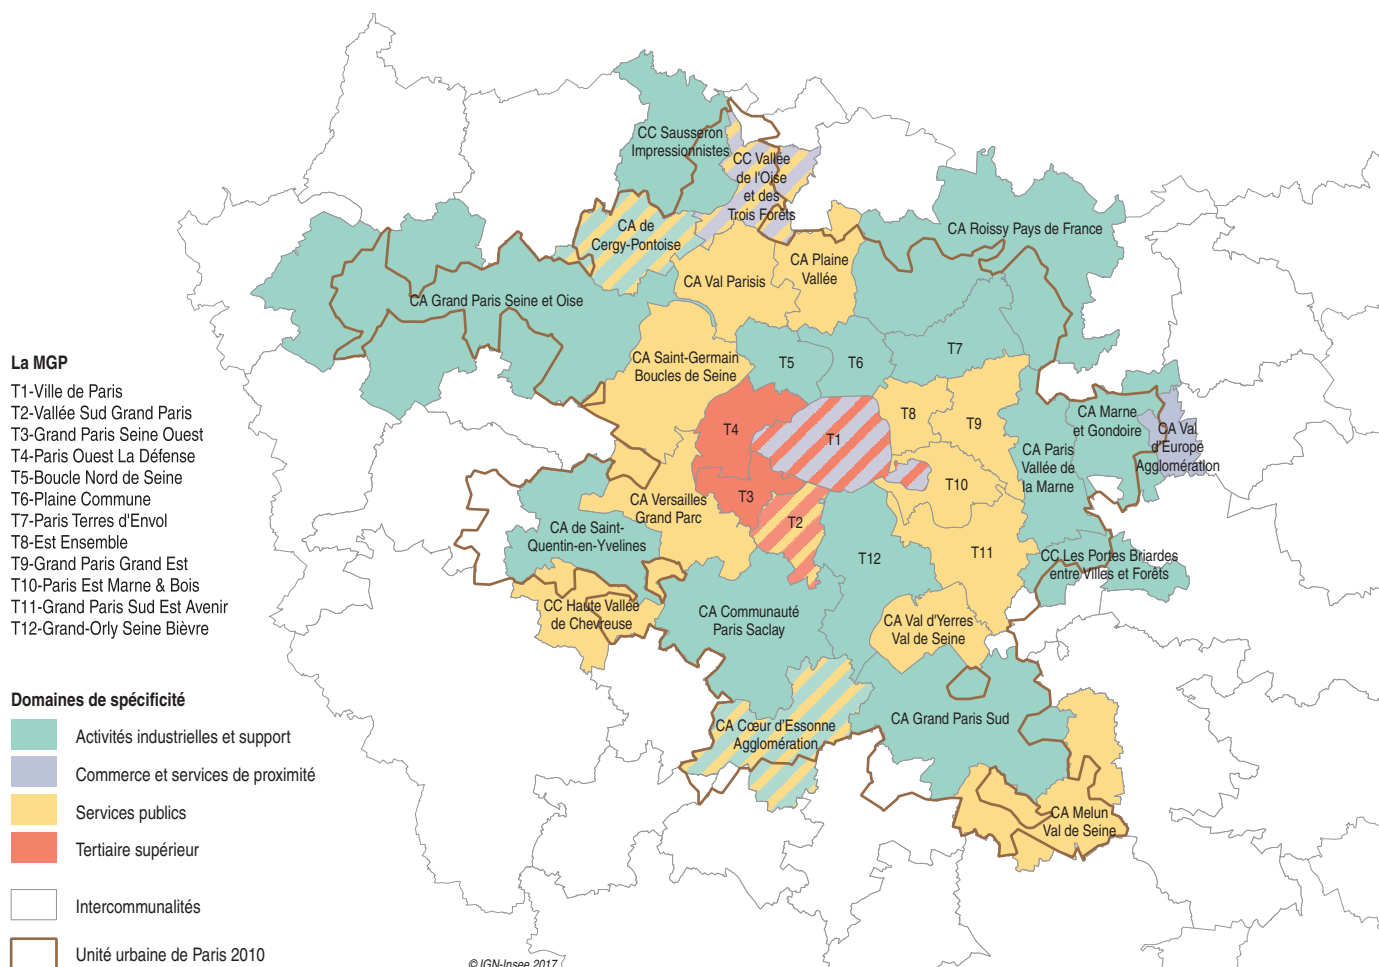 CC Sausseron
Impressionnistes
CC Vallée
de l'Oise
et des
Trois Forêts
CA de
Cergy-Pontoise
CA Roissy Pays de France
CA Plaine
Vallée
CA Val Parisis
CA Grand Paris Seine et Oise
CA Saint-Germain
Boucles de Seine
T5
T6
T7
La MGP
T1-Ville de Paris
T2-Vallée Sud Grand Paris
T3-Grand Paris Seine Ouest
T4-Paris Ouest La Défense
T5-Boucle Nord de Seine
T6-Plaine Commune
T7-Paris Terres d'Envol
T8-Est Ensemble
T9-Grand Paris Grand Est
T10-Paris Est Marne & Bois
T11-Grand Paris Sud Est Avenir
T12-Grand-Orly Seine Bièvre
T4
T1
T8
T9
CA Marne
et Gondoire
CA Val
d'Europe
Agglomération
CA Paris
Vallée de
la Marne
T3
T10
CA Versailles
Grand Parc
T2
CA de Saint-
Quentin-en-Yvelines
T12
T11
CC Les Portes Briardes
entre Villes et Forêts
CC Haute Vallée
de Chevreuse
CA Communauté
Paris Saclay
CA Val d'Yerres
Val de Seine
CA Cœur d'Essonne
Agglomération
CA Grand Paris Sud
CA Melun
Val de Seine
Domaines de spécificité
Activités industrielles et support
Commerce et services de proximité
Services publics
Tertiaire supérieur
Intercommunalités
Unité urbaine de Paris 2010
© IGN-Insee 2017